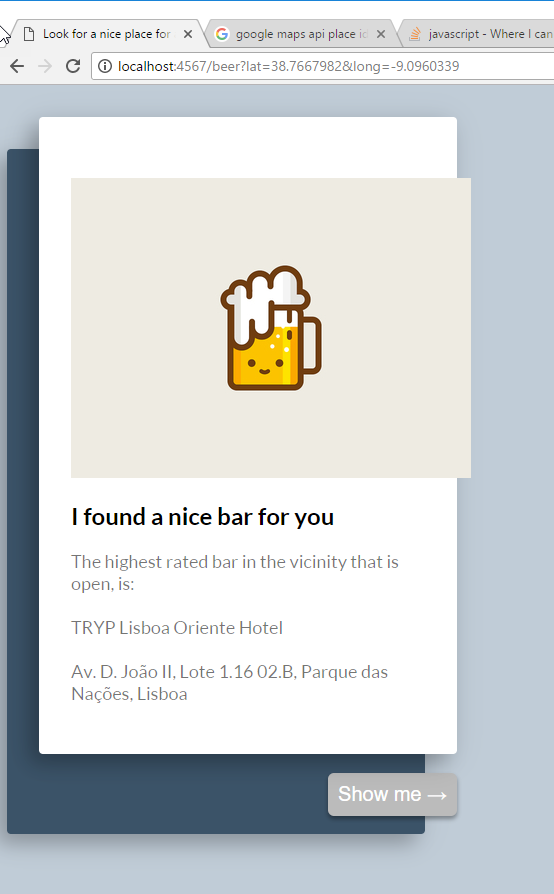 Look for a nice place for
google maps api place id
javascript - Where I can
localhost:4567/beer?lat=38.7667982&long=-9.0960339
I found a nice bar for you
The highest rated bar in the vicinity that is
open, is:
TRYP Lisboa Oriente Hotel
Av. D. João II, Lote 1.16 02.B, Parque das
Nações, Lisboa
Show me →